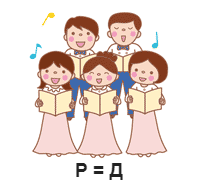 Р = Д